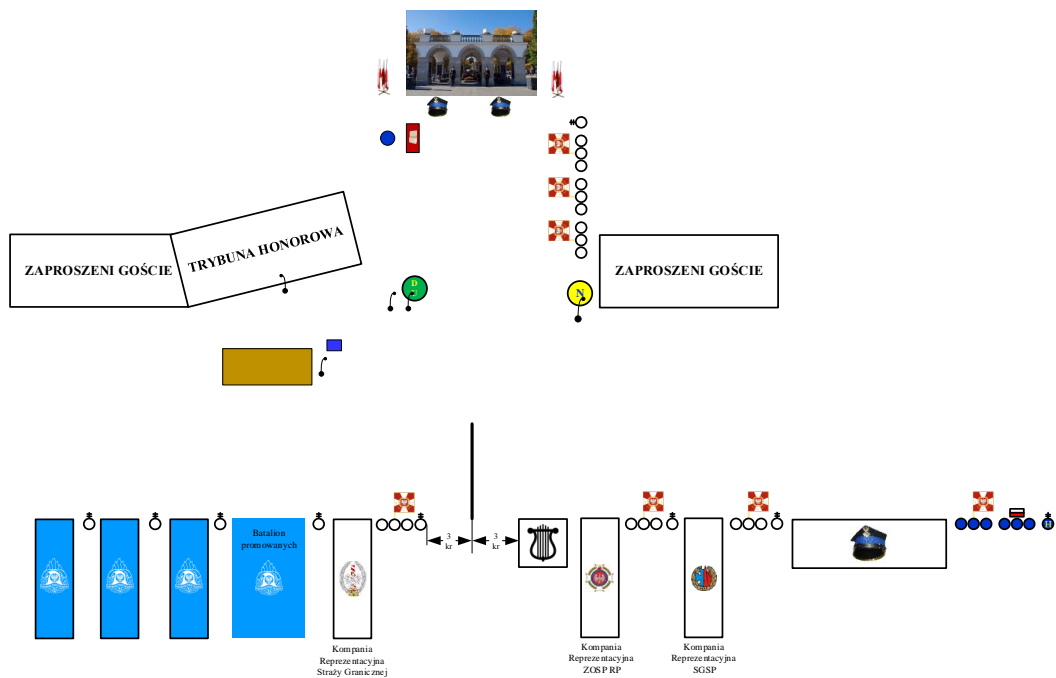 ZAPROSZENI GOŚCIE
TRYBUNA HONOROWA
ZAPROSZENI GOŚCIE
D
N
3
kr
3
kr
Batalion
promowanych
H
Kompania
Reprezentacyjna
Straży Granicznej
Kompania
Reprezentacyjna
ZOSP RP
Kompania
Reprezentacyjna
SGSP